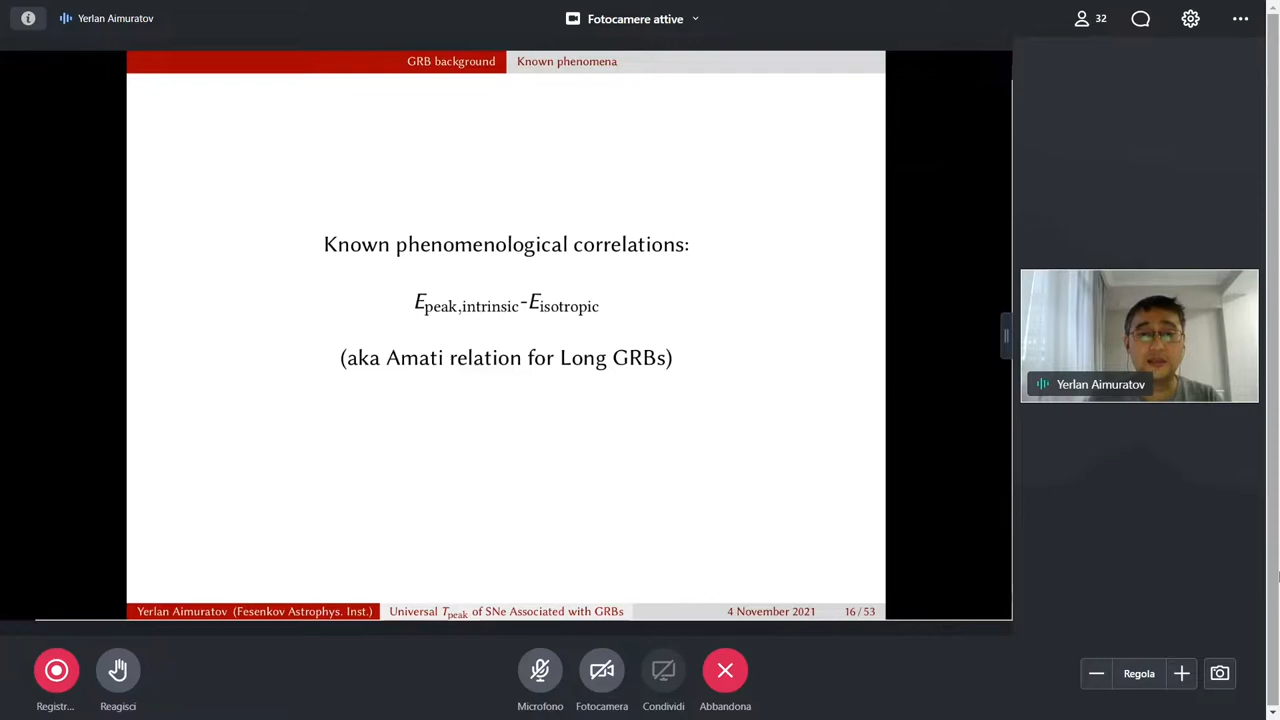 Yerlan Aimuratov
Fotocamere attive
32
GRB background
Known phenomena
Known phenomenological correlations:
Epeak,intrinsic-Eisotropic
(aka Amati relation for Long GRBs)
Yerlan Aimuratov
Yerlan Aimuratov (Fesenkov Astrophys. Inst.)
Universal Tpeak of SNe Associated with GRBs
4 November 2021
16 / 53
Registr...
Reagisci
Microfono
Fotocamera
Condividi
Abbandona
Regola